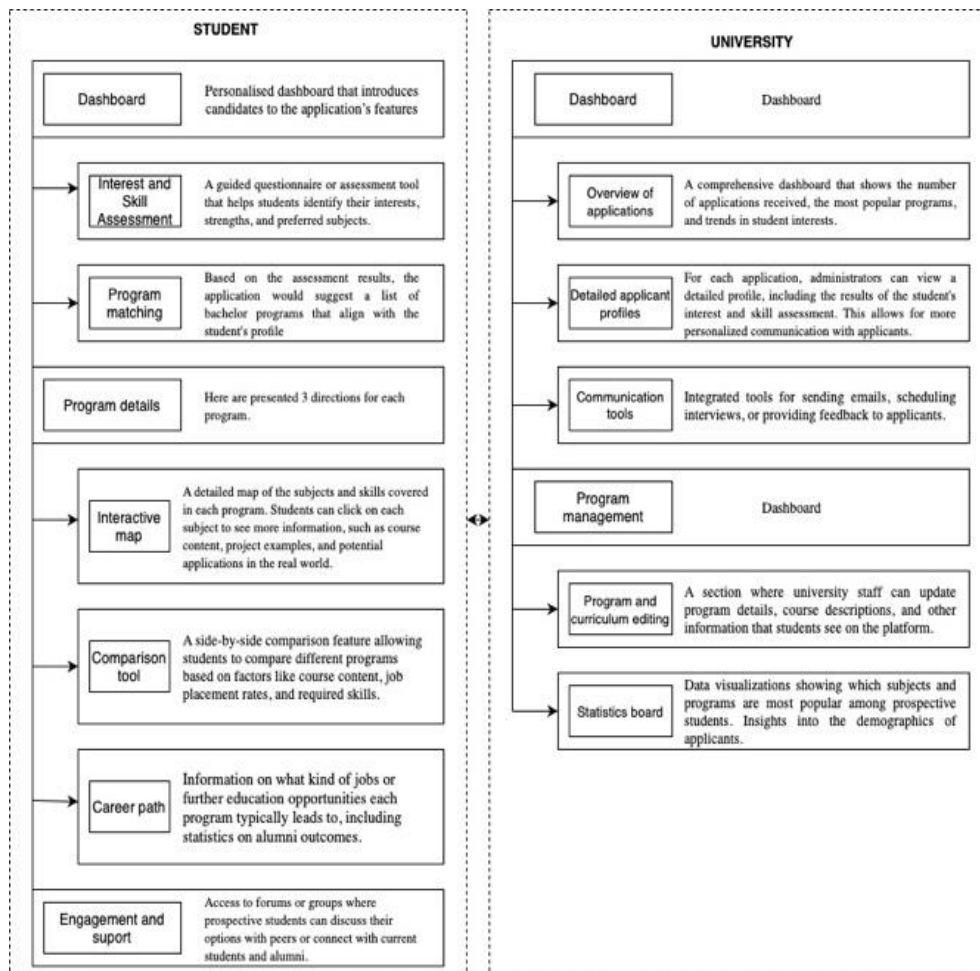 STUDENT
Dashboard
Personalised dashboard that introduces
candidates to the application's features
Interest and
Skill
Assessment
A guided questionnaire or assessment tool
that helps students identify their interests,
strengths, and preferred subjects.
Program
matching
Based on the assessment results, the
application would suggest a list of
bachelor programs that align with the
student's profile
Program details
Here are presented 3 directions for each
program.
Interactive
map
A detailed map of the subjects and skills covered
in each program. Students can click on each
subject to see more information, such as course
content, project examples, and potential
applications in the real world.
Comparison
tool
A side-by-side comparison feature allowing
students to compare different programs
based on factors like course content, job
placement rates, and required skills.
Career path
Information on what kind of jobs or
further education opportunities each
program typically leads to, including
statistics on alumni outcomes.
Engagement and
suport
Access to forums or groups where
prospective students can discuss their
options with peers or connect with current
students and alumni.
UNIVERSITY
Dashboard
Dashboard
Overview of
applications
A comprehensive dashboard that shows the number
of applications received, the most popular programs,
and trends in student interests.
Detailed applicant
profiles
For each application, administrators can view a
detailed profile, including the results of the student's
interest and skill assessment. This allows for more
personalized communication with applicants.
Communication
tools
Integrated tools for sending emails, scheduling
interviews, or providing feedback to applicants.
Program
management
Dashboard
Program and
curriculum editing
A section where university staff can update
program details, course descriptions, and other
information that students see on the platform.
Statistics board
Data visualizations showing which subjects and
programs are most popular among prospective
students. Insights into the demographics of
applicants.